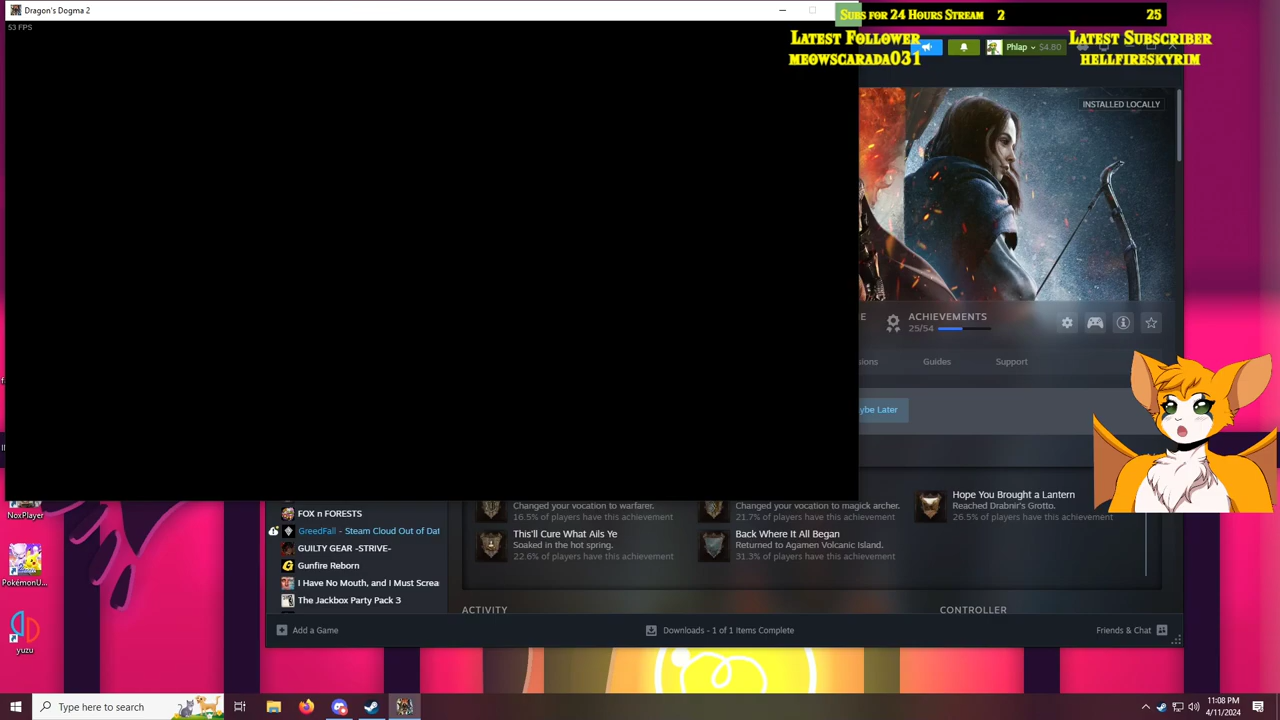 Dragon's Dogma 2
53 FPS
SUBS FOR 24 HOURS STREAM 2 25
LATEST FOLLOWER
MEOWSCARADA031
LATEST SUBSCRIBER
HELLFIRESKYRIM
Phlap $4.80
INSTALLED LOCALLY
ACHIEVEMENTS
25/54
Guides
Support
Changed your vocation to warfarer.
16.5% of players have this achievement
This'll Cure What Ails Ye
Soaked in the hot spring.
22.6% of players have this achievement
Changed your vocation to magick archer.
21.7% of players have this achievement
Back Where It All Began
Returned to Agamen Volcanic Island.
31.3% of players have this achievement
Hope You Brought a Lantern
Reached Drabnir's Grotto.
26.5% of players have this achievement
FOX n FORESTS
GreedFall - Steam Cloud Out of Dat
GUILTY GEAR -STRIVE-
Gunfire Reborn
I Have No Mouth, and I Must Screa
The Jackbox Party Pack 3
ACTIVITY
CONTROLLER
Add a Game
Downloads - 1 of 1 Items Complete
Friends & Chat
NoxPlayer
PokémonU...
yuzu
Type here to search
11:08 PM
4/11/2024